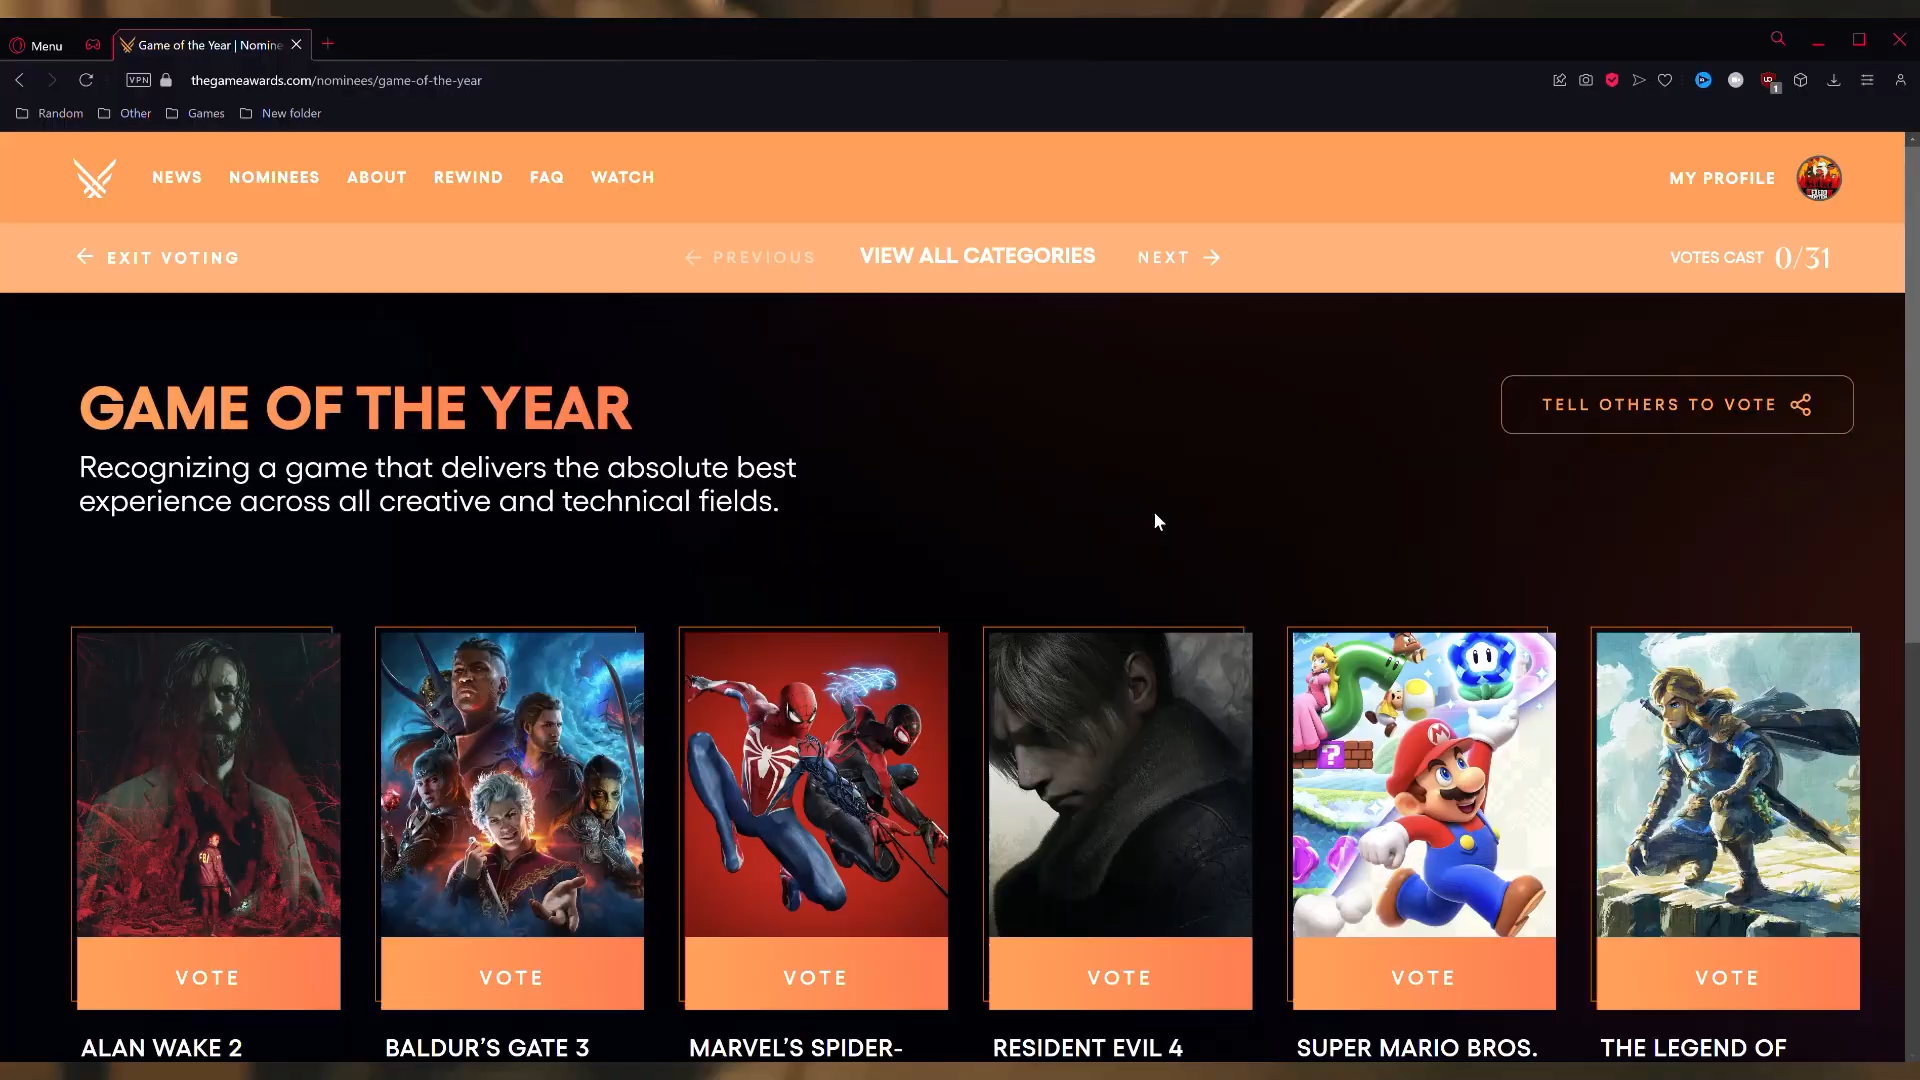 Menu
Game of the Year | Nomine
VPN
thegameawards.com/nominees/game-of-the-year
1
Random
Other
Games
New folder
NEWS
NOMINEES
ABOUT
REWIND
FAQ
WATCH
MY PROFILE
EXIT VOTING
PREVIOUS
VIEW ALL CATEGORIES
NEXT
VOTES CAST 0/31
GAME OF THE YEAR
TELL OTHERS TO VOTE
Recognizing a game that delivers the absolute best
experience across all creative and technical fields.
FBI
M
?
VOTE
VOTE
VOTE
VOTE
VOTE
VOTE
ALAN WAKE 2
BALDUR’S GATE 3
MARVEL’S SPIDER-
RESIDENT EVIL 4
SUPER MARIO BROS.
THE LEGEND OF